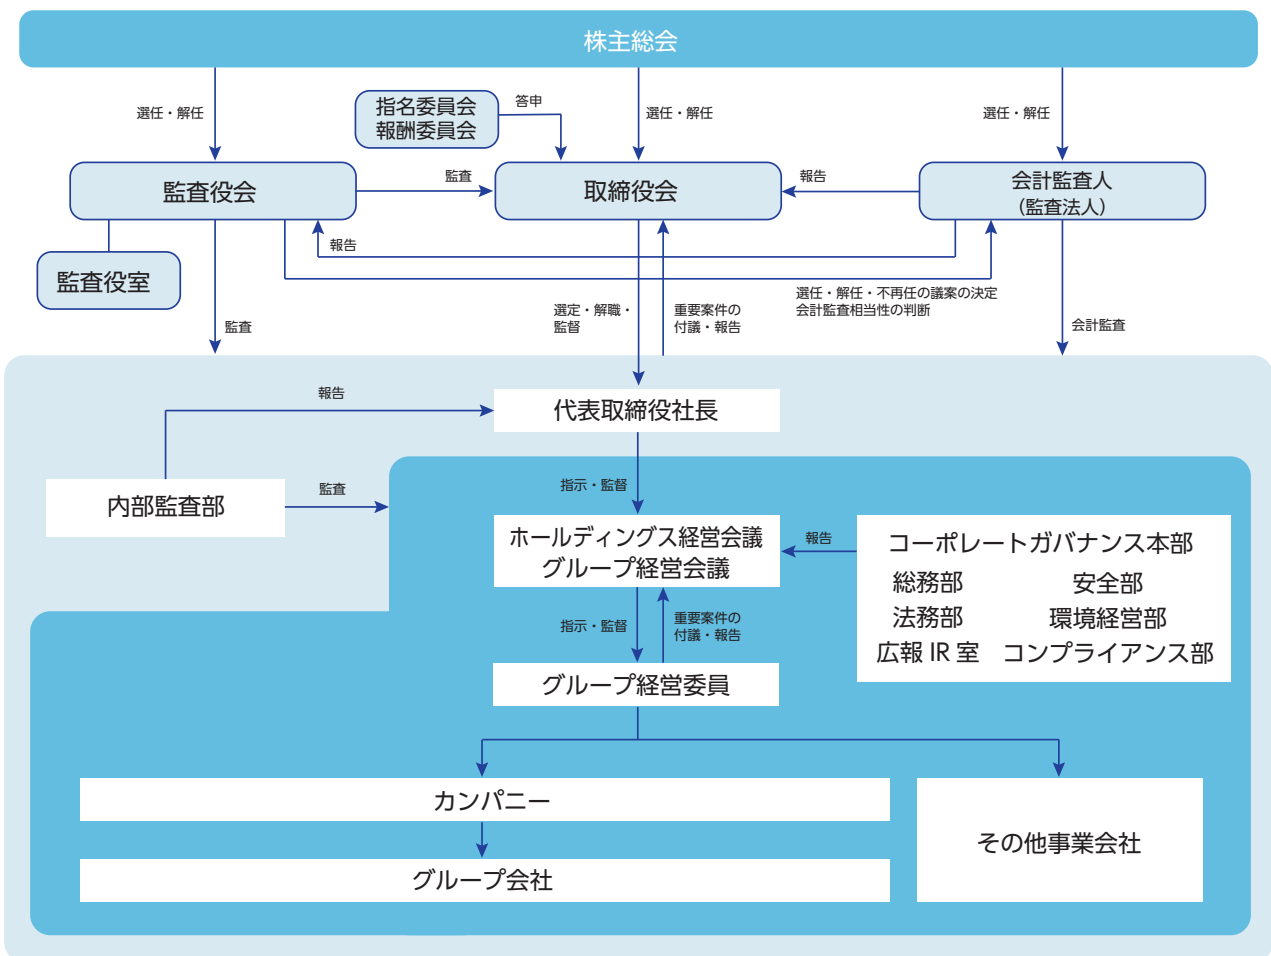 株主総会
選任・解任
指名委員会
報酬委員会
答申
選任・解任
選任・解任
監査役会
監査
取締役会
報告
会計監査人
（監査法人）
報告
監査役室
選任・解任・不再任の議案の決定
会計監査相当性の判断
監査
選定・解職・
監督
重要案件の
付議・報告
会計監査
報告
代表取締役社長
内部監査部
監査
指示・監督
ホールディングス経営会議
グループ経営会議
報告
コーポレートガバナンス本部
総務部 安全部
法務部 環境経営部
広報 IR 室 コンプライアンス部
指示・監督
重要案件の
付議・報告
グループ経営委員
カンパニー
グループ会社
その他事業会社